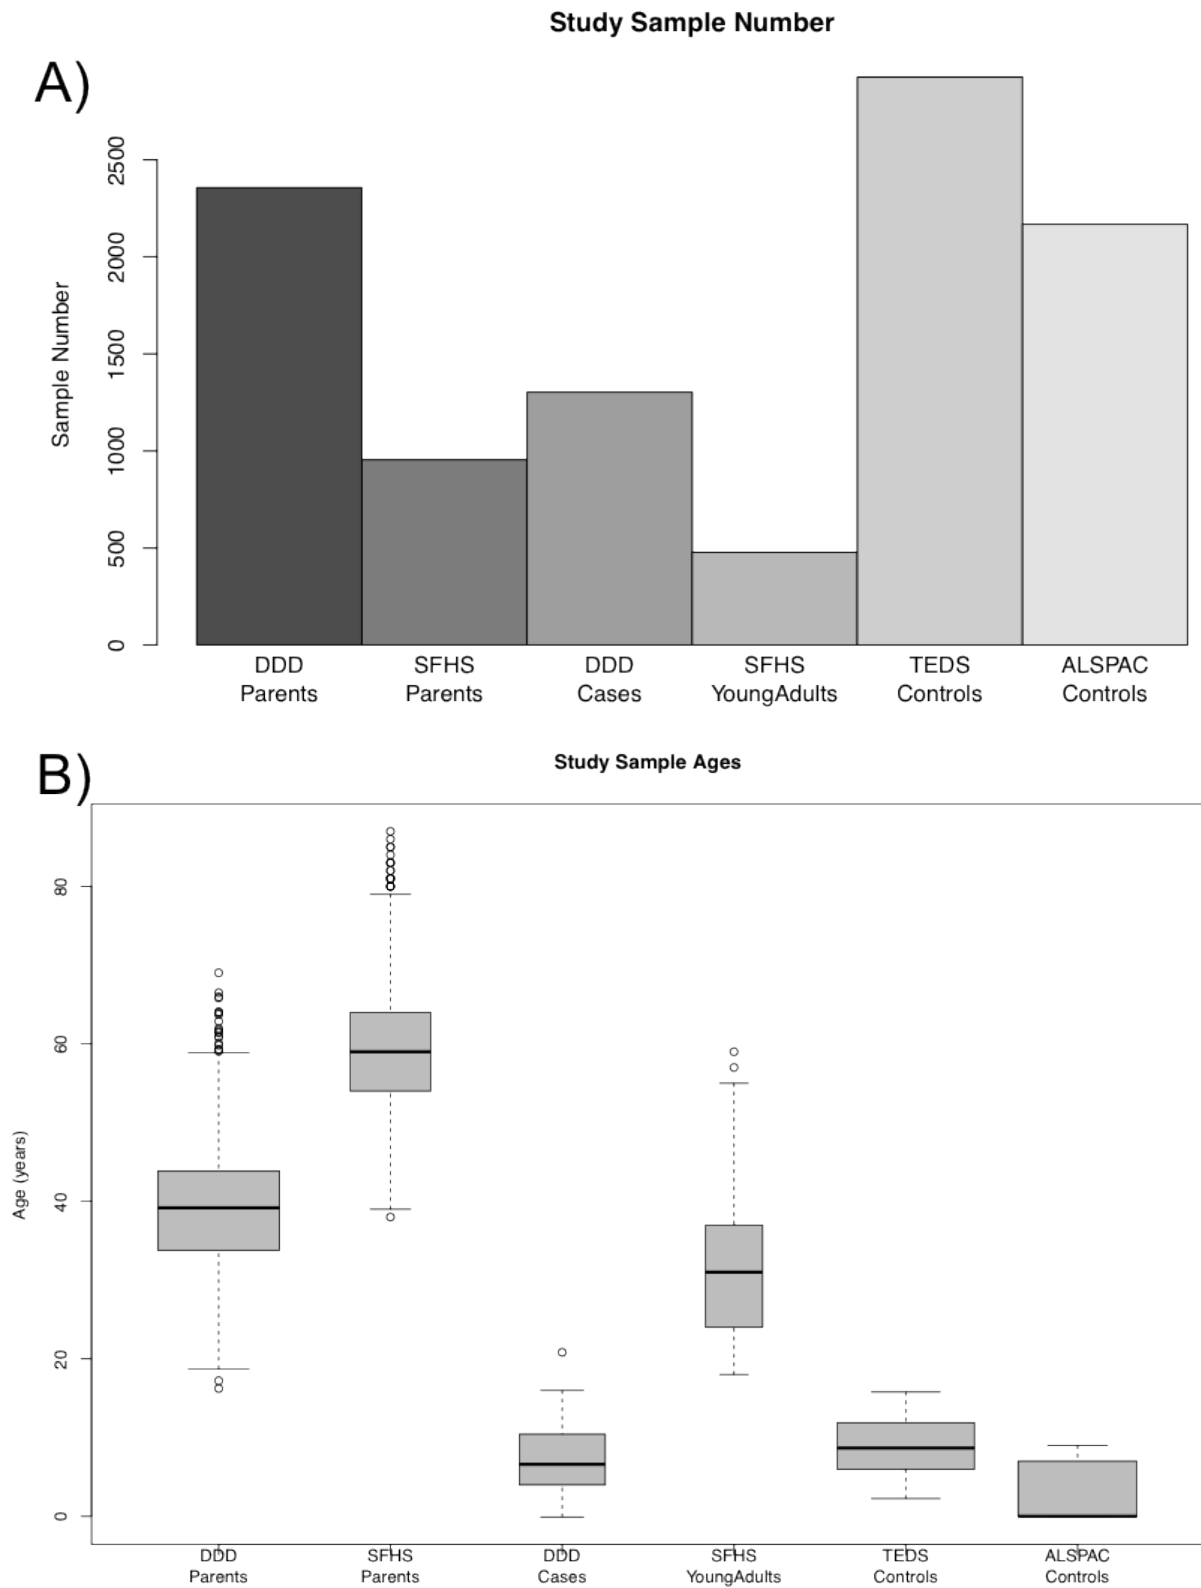 Study Sample Number
A)
Sample Number
2500
2000
1500
1000
500
0
DDD SFHS DDD SFHS TEDS ALSPAC
Parents Parents Cases YoungAdults Controls Controls
B)
Study Sample Ages
Age (years)
80
60
40
20
0
DDD SFHS DDD SFHS TEDS ALSPAC
Parents Parents Cases YoungAdults Controls Controls